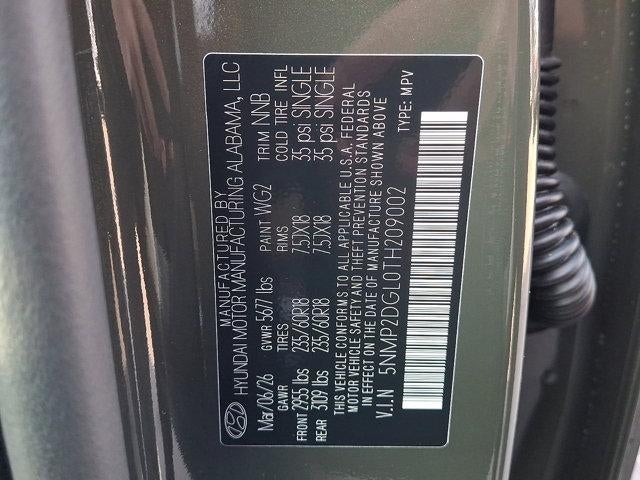 MANUFACTURED BY
HYUNDAI MOTOR MANUFACTURING ALABAMA, LLC
Mar/06/26 GVWR 5677 lbs PAINT WG2 TRIM NNB
GAWR TIRES RIMS COLD TIRE INFL
FRONT 2955 lbs 235/60R18 7.5JX18 35 psi SINGLE
REAR 3109 lbs 235/60R18 7.5JX18 35 psi SINGLE
THIS VEHICLE CONFORMS TO ALL APPLICABLE U.S.A. FEDERAL
MOTOR VEHICLE SAFETY AND THEFT PREVENTION STANDARDS
IN EFFECT ON THE DATE OF MANUFACTURE SHOWN ABOVE
V.I.N 5NMP2DGL0TH209002 TYPE: MPV